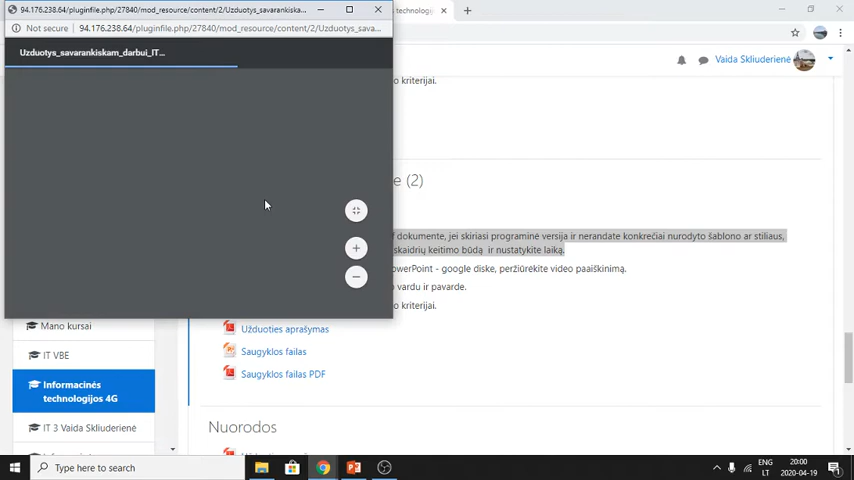 94.176.238.64/pluginfile.php/27840/mod_resource/content/2/Uzduotys_savarankiska...
Not secure | 94.176.238.64/pluginfile.php/27840/mod_resource/content/2/Uzduotys_sava...
Uzduotys_savarankiskam_darbui_IT...
technologij
Vaida Skliuderienė
kriterijai.
e (2)
f dokumente, jei skiriasi programinė versija ir nerandate konkrečiai nurodyto šablono ar stiliaus,
skaidrių keitimo būdą ir nustatykite laiką.
owerPoint - google diske, peržiūrėkite video paaiškinimą.
vardu ir pavarde.
kriterijai.
Mano kursai
IT VBE
Informacinės
technologijos 4G
IT 3 Vaida Skliuderienė
Užduoties aprašymas
Saugyklos failas
Saugyklos failas PDF
Nuorodos
Type here to search
ENG
LT
20:00
2020-04-19
1